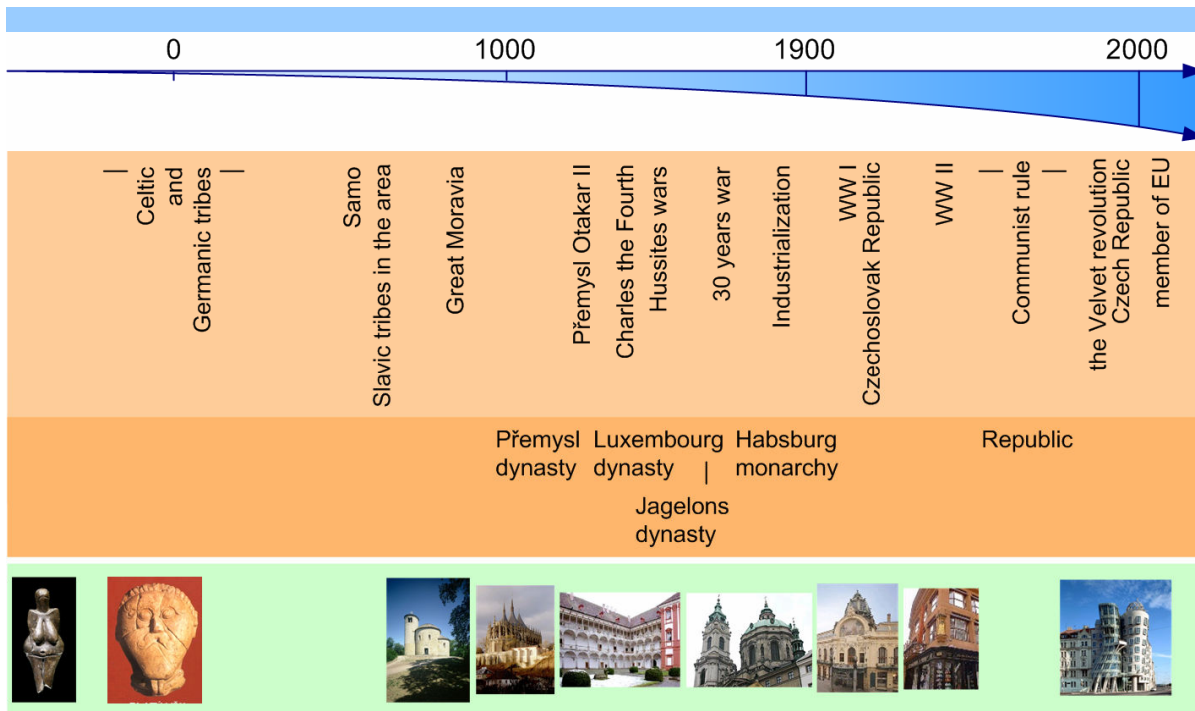 0
1000
1900
2000
Celtic
and
Germanic tribes
Samo
Slavic tribes in the area
Great Moravia
Přemysl Otakar II
Charles the Fourth
Hussites wars
30 years war
Industrialization
WW I
Czechoslovak Republic
WW II
Communist rule
the Velvet revolution
Czech Republic
member of EU
Přemysl
dynasty
Luxembourg
dynasty
Habsburg
monarchy
Republic
Jagelons
dynasty